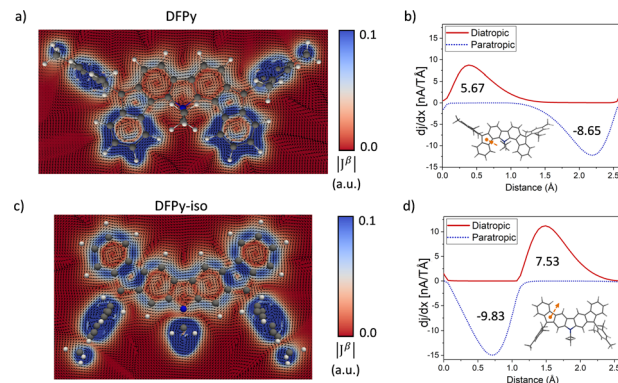 a)
DFPy
0.1
0.0
|J^β|
(a.u.)
b)
Diatropic
Paratropic
5.67
-8.65
dj/dx [nA/TÅ]
15
10
5
0
-5
-10
-15
0.0 0.5 1.0 1.5 2.0 2.5
Distance (Å)
c)
DFPy-iso
0.1
0.0
|J^β|
(a.u.)
d)
Diatropic
Paratropic
7.53
-9.83
dj/dx [nA/TÅ]
10
5
0
-5
-10
-15
0.0 0.5 1.0 1.5 2.0 2.5
Distance (Å)